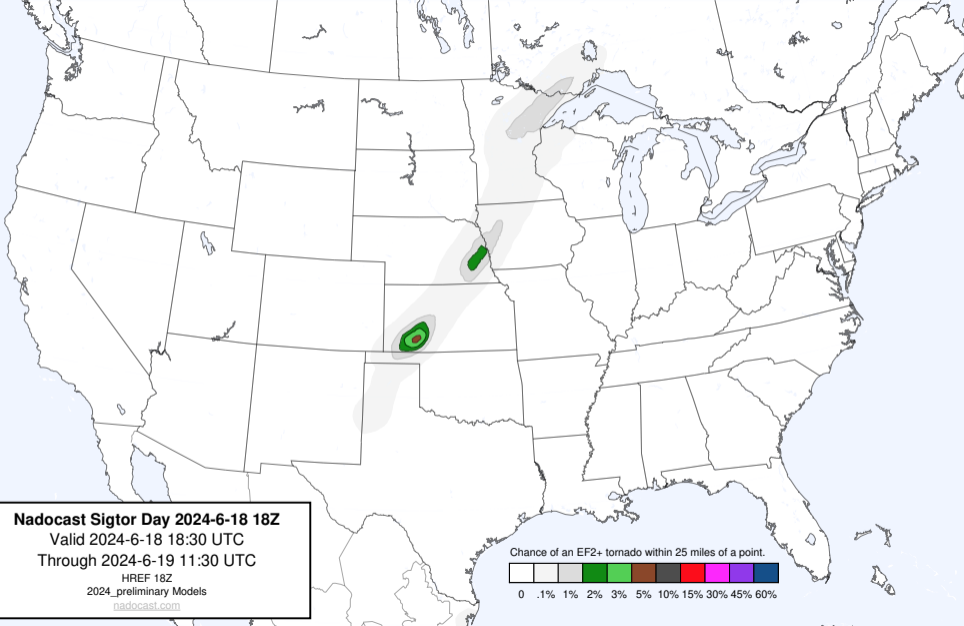 Nadocast Sigtor Day 2024-6-18 18Z
Valid 2024-6-18 18:30 UTC
Through 2024-6-19 11:30 UTC
HREF 18Z
2024_preliminary Models
nadocast.com
Chance of an EF2+ tornado within 25 miles of a point.
0 .1% 1% 2% 3% 5% 10% 15% 30% 45% 60%